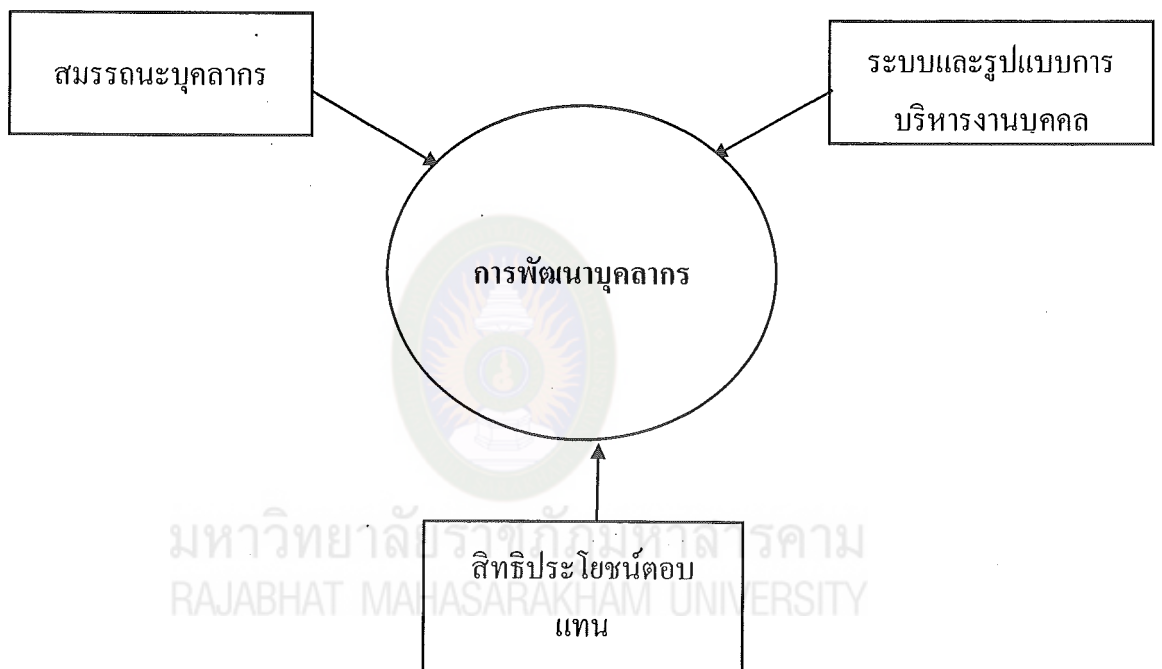 สมรรถนะบุคลากร
ระบบและรูปแบบการ
บริหารงานบุคคล
การพัฒนาบุคลากร
สิทธิประโยชน์ตอบ
แทน
มหาวิทยาลัยราชภัฏมหาสารคาม
RAJABHAT MAHASARAKHAM UNIVERSITY